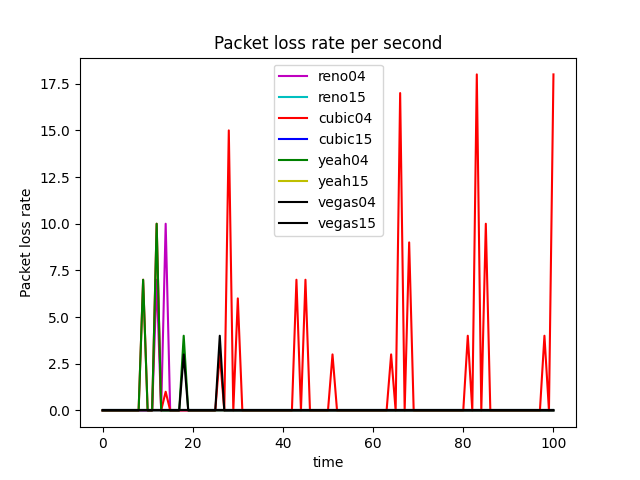 Packet loss rate per second
Packet loss rate
17.5
15.0
12.5
10.0
7.5
5.0
2.5
0.0
reno04
reno15
cubic04
cubic15
yeah04
yeah15
vegas04
vegas15
0 20 40 60 80 100
time